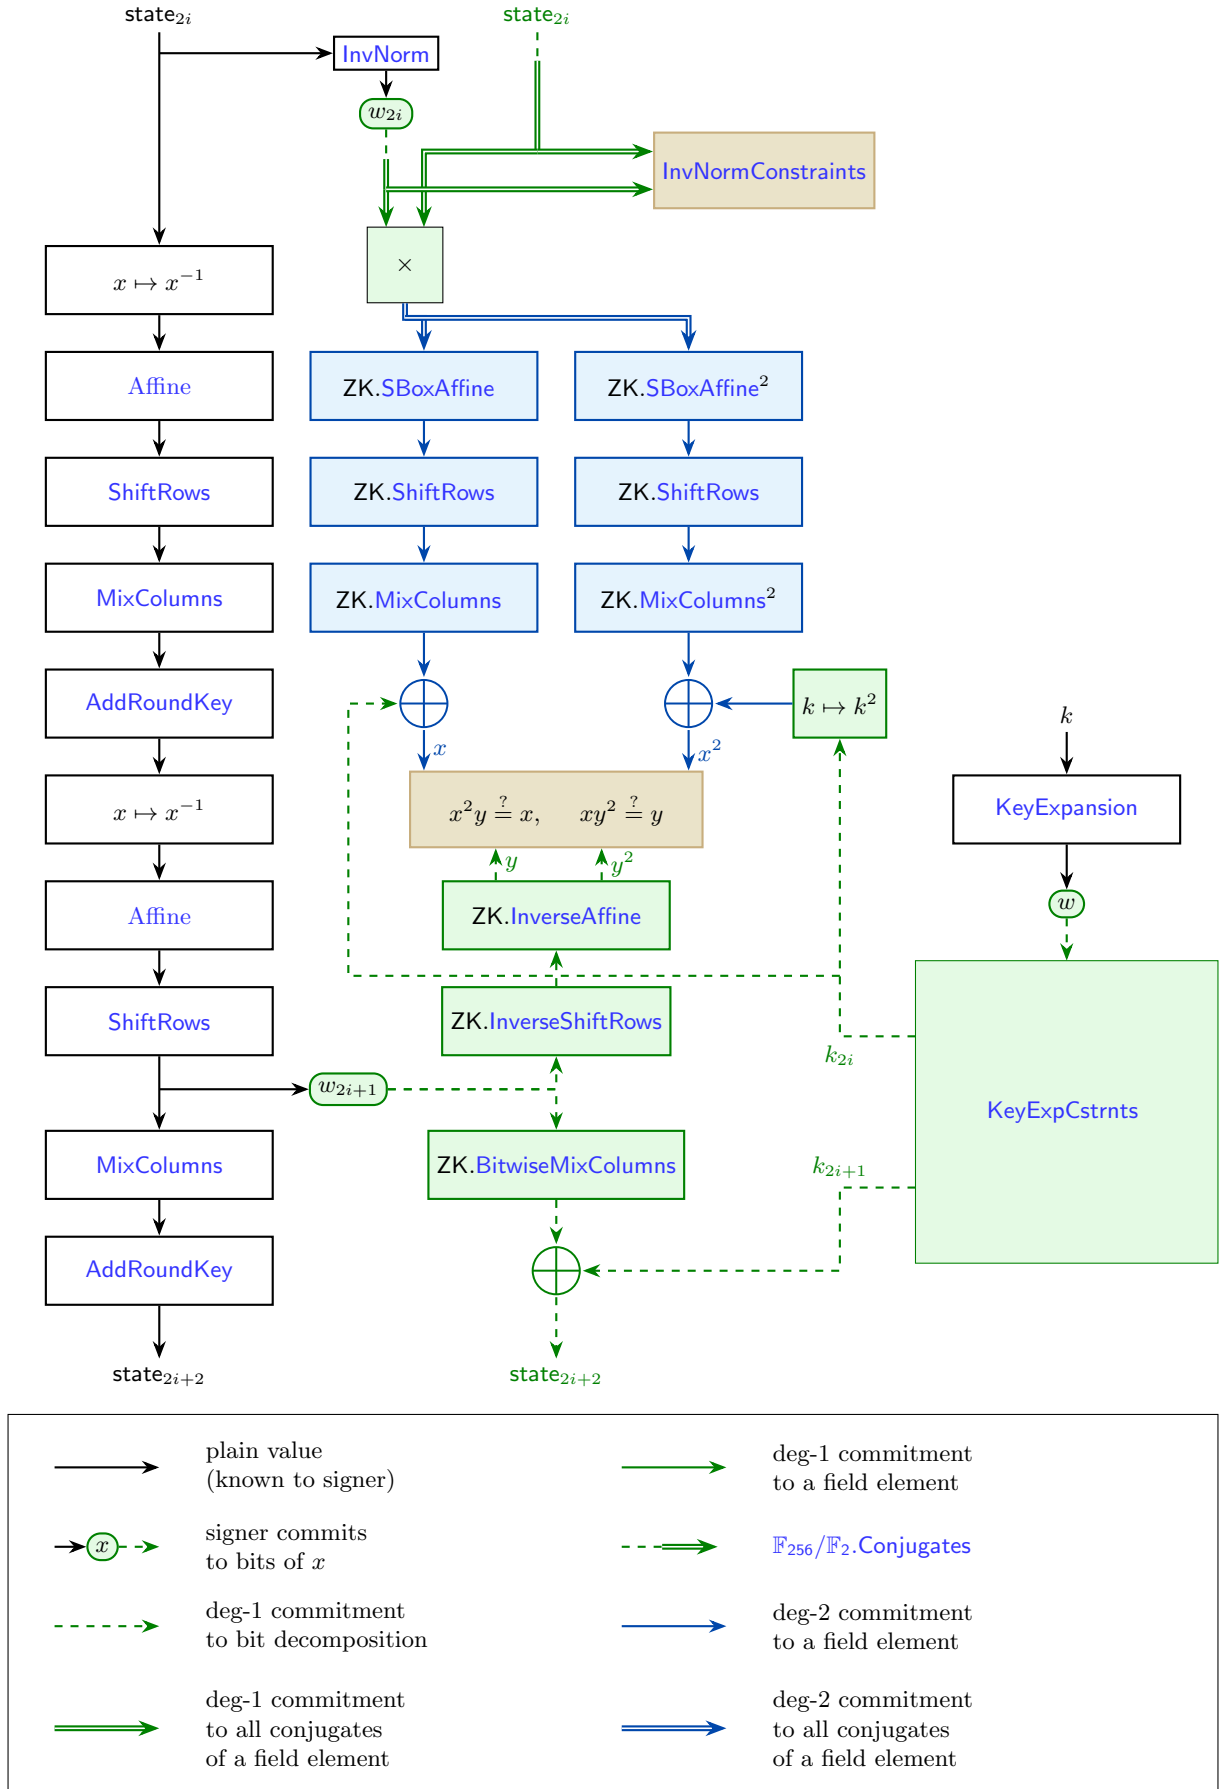 state₂ᵢ
state₂ᵢ
InvNorm
w₂ᵢ
InvNormConstraints
×
x ↦ x⁻¹
Affine
ZK.SBoxAffine
ZK.SBoxAffine²
ShiftRows
ZK.ShiftRows
ZK.ShiftRows
MixColumns
ZK.MixColumns
ZK.MixColumns²
AddRoundKey
k ↦ k²
k
x
x²
x ↦ x⁻¹
x²y ≟ x, xy² ≟ y
KeyExpansion
y
y²
Affine
ZK.InverseAffine
w
ShiftRows
ZK.InverseShiftRows
k₂ᵢ
w₂ᵢ₊₁
KeyExpCstrnts
MixColumns
ZK.BitwiseMixColumns
k₂ᵢ₊₁
AddRoundKey
state₂ᵢ₊₂
state₂ᵢ₊₂
plain value
(known to signer)
deg-1 commitment
to a field element
x
signer commits
to bits of x
𝔽₂₅₆/𝔽₂.Conjugates
deg-1 commitment
to bit decomposition
deg-2 commitment
to a field element
deg-1 commitment
to all conjugates
of a field element
deg-2 commitment
to all conjugates
of a field element